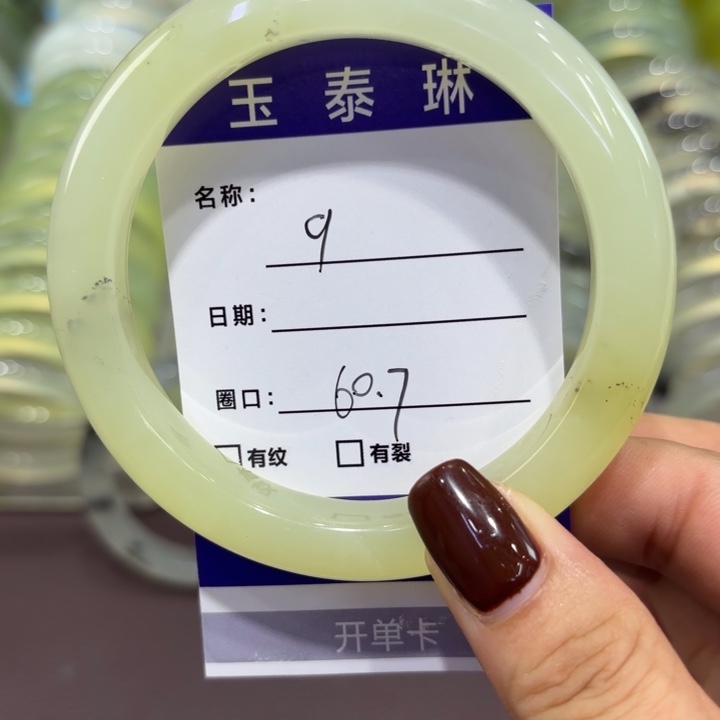 玉泰琳
名称： 9
日期：
圈口： 60.7
□有纹 □有裂
开单卡